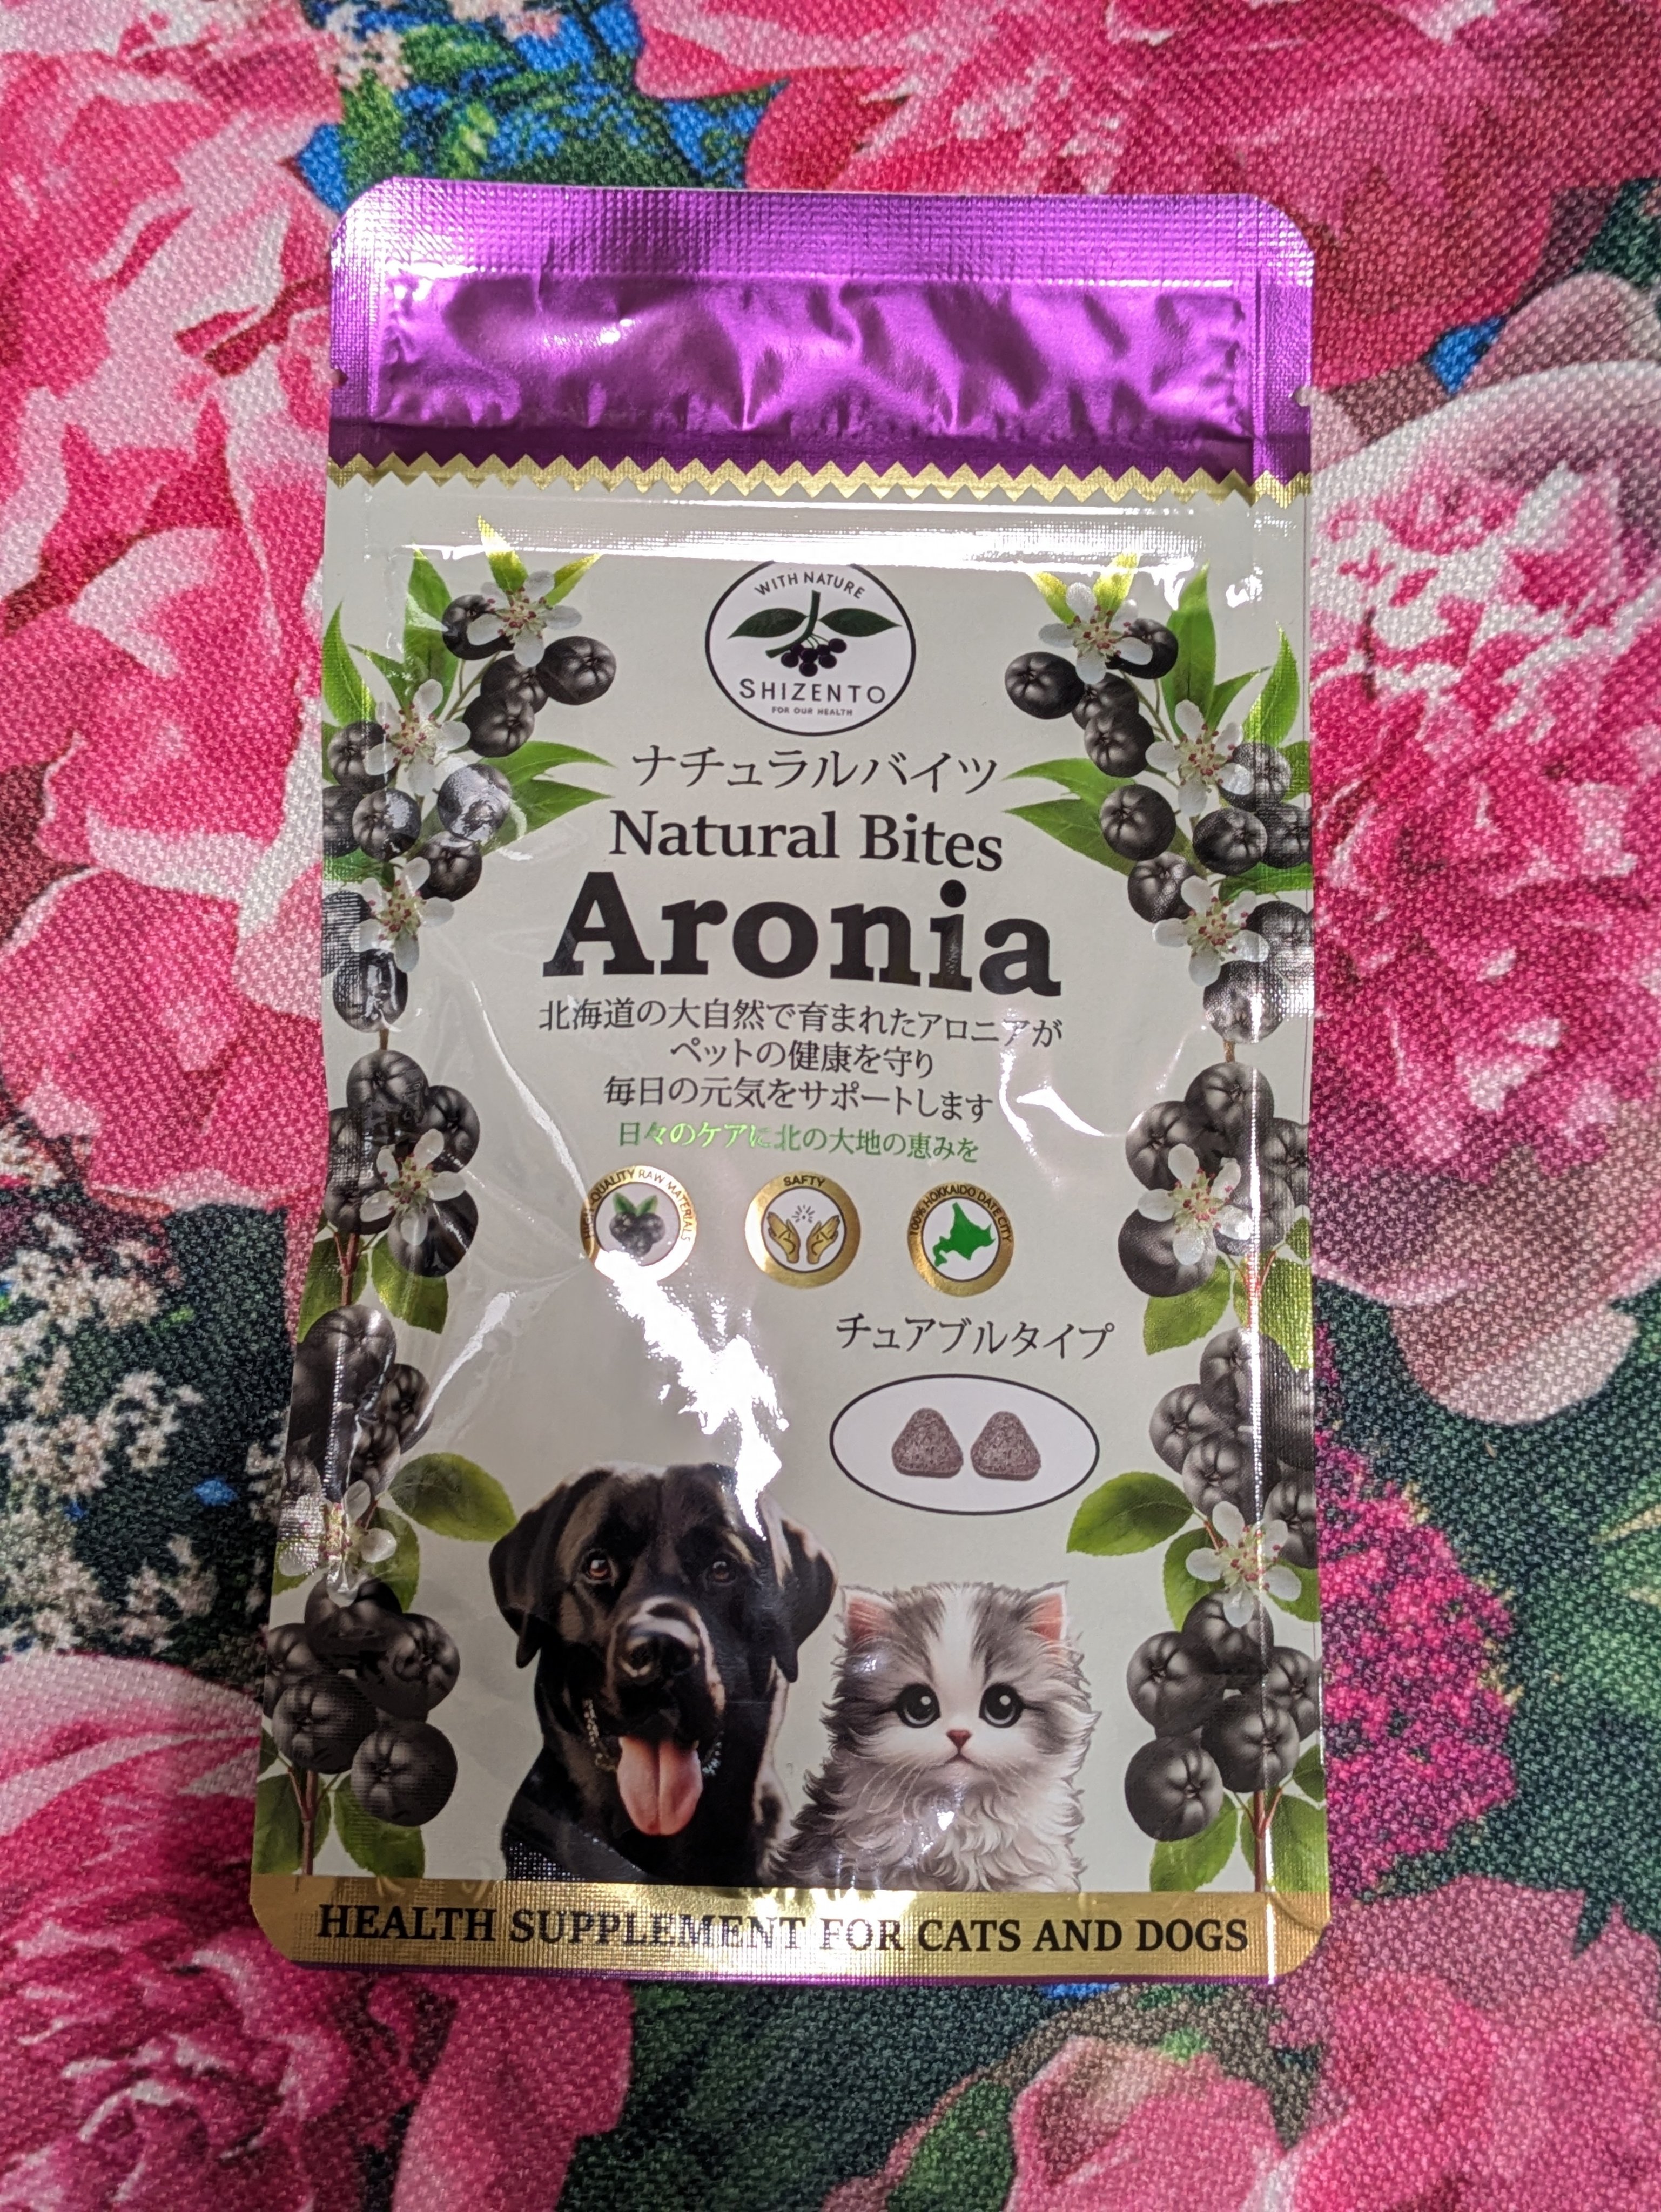 WITH NATURE
SHIZENTO
FOR OUR HEALTH
ナチュラルバイツ
Natural Bites
Aronia
北海道の大自然で育まれたアロニアが
ペットの健康を守り
毎日の元気をサポートします
日々のケアに北の大地の恵みを
QUALITY RAW MATERIALS
SAFTY
100% HOKKAIDO DATE CITY
チュアブルタイプ
HEALTH SUPPLEMENT FOR CATS AND DOGS